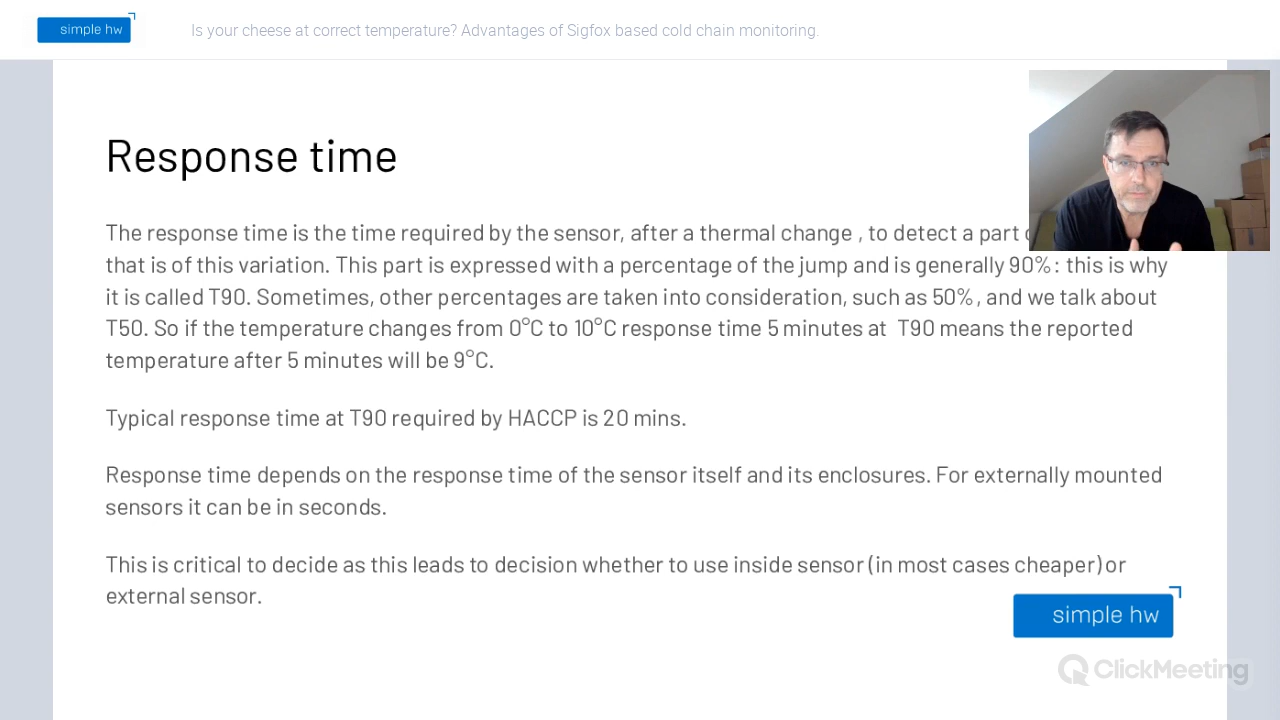 simple hw
Is your cheese at correct temperature? Advantages of Sigfox based cold chain monitoring.
Response time
The response time is the time required by the sensor, after a thermal change , to detect a part
that is of this variation. This part is expressed with a percentage of the jump and is generally 90%: this is why
it is called T90. Sometimes, other percentages are taken into consideration, such as 50%, and we talk about
T50. So if the temperature changes from 0°C to 10°C response time 5 minutes at T90 means the reported
temperature after 5 minutes will be 9°C.
Typical response time at T90 required by HACCP is 20 mins.
Response time depends on the response time of the sensor itself and its enclosures. For externally mounted
sensors it can be in seconds.
This is critical to decide as this leads to decision whether to use inside sensor (in most cases cheaper) or
external sensor.
simple hw
ClickMeeting